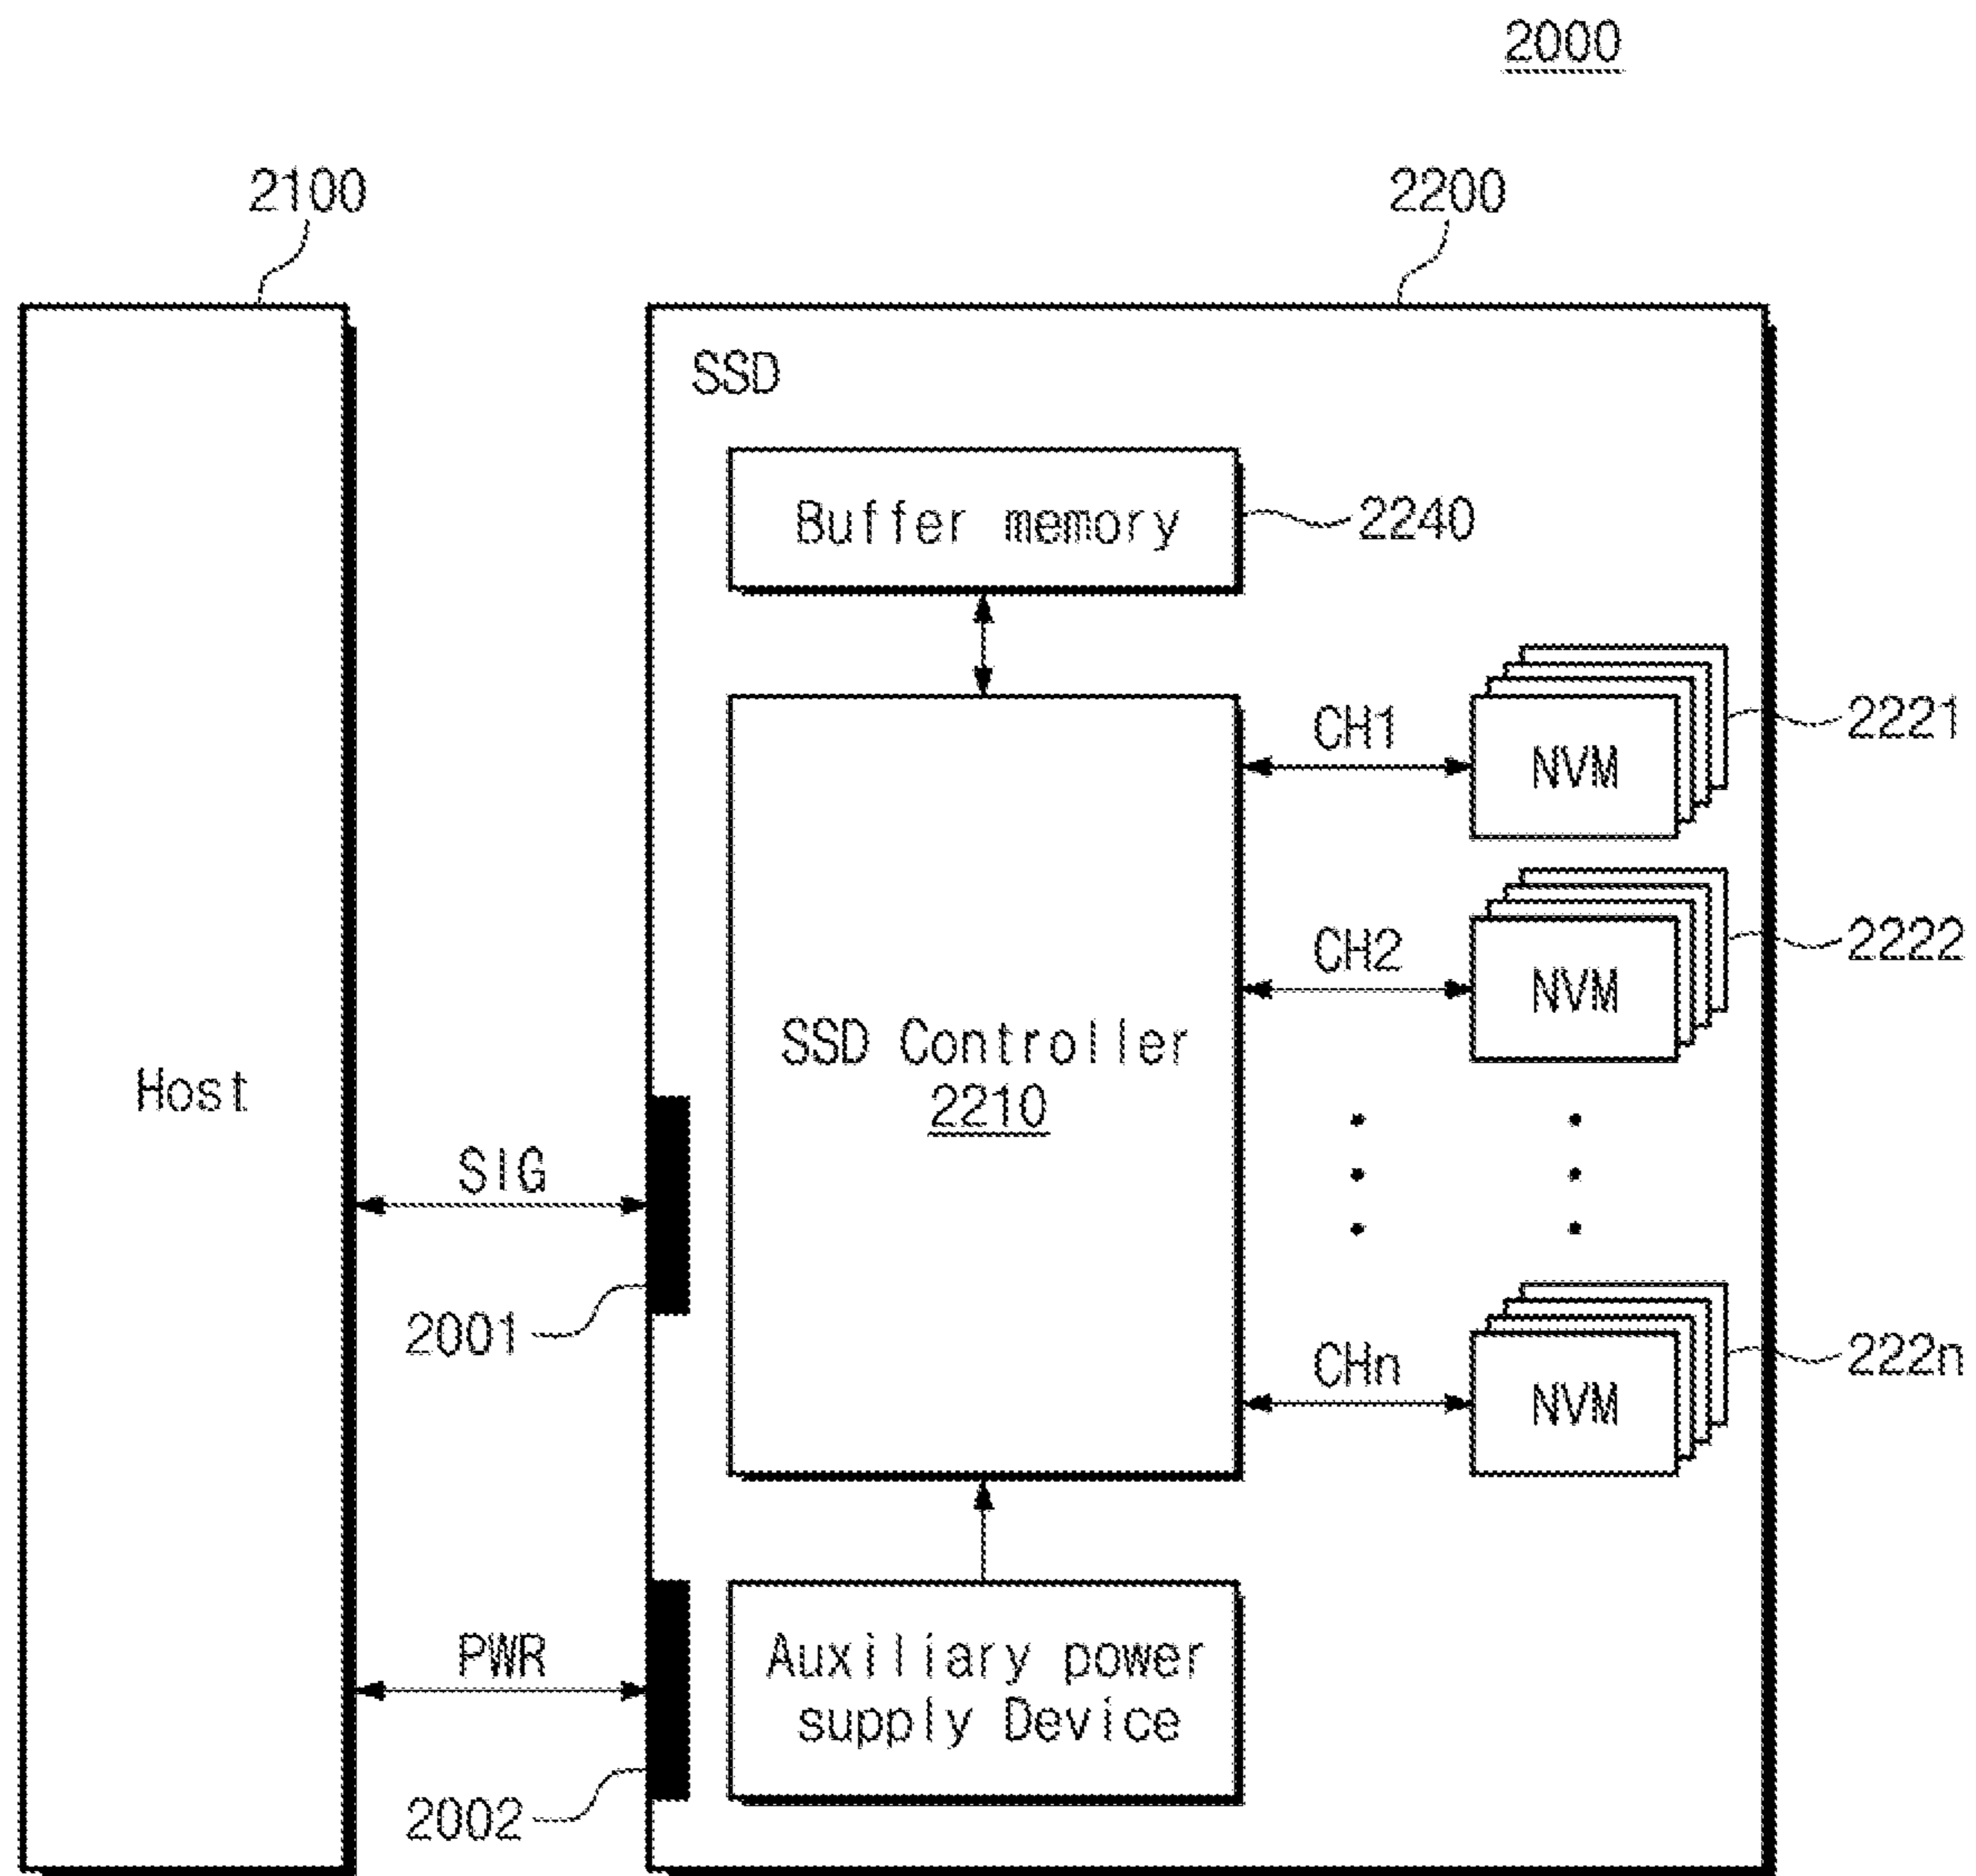 2000
2100
2200
SSD
Buffer memory
2240
CH1
NVM
2221
CH2
NVM
2222
SSD Controller
2210
Host
SIG
2001
CHn
NVM
222n
PWR
Auxiliary power
supply Device
2002